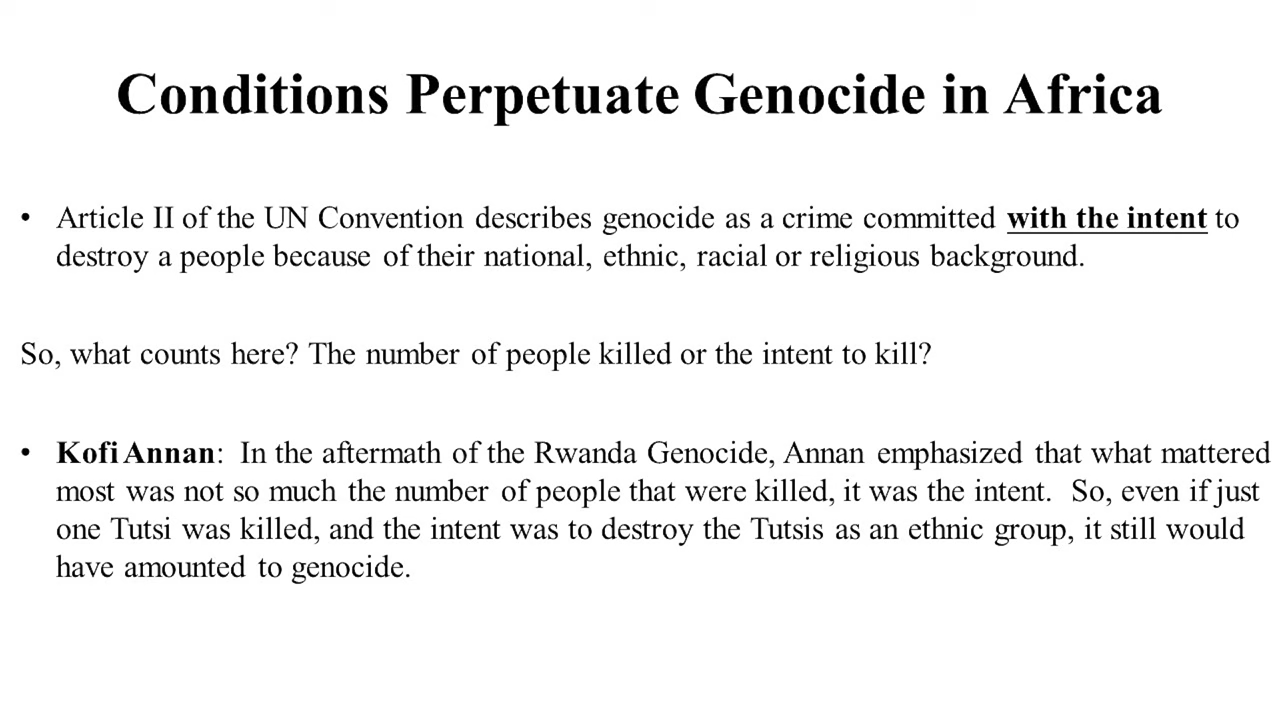 Conditions Perpetuate Genocide in Africa
• Article II of the UN Convention describes genocide as a crime committed with the intent to
destroy a people because of their national, ethnic, racial or religious background.
So, what counts here? The number of people killed or the intent to kill?
• Kofi Annan: In the aftermath of the Rwanda Genocide, Annan emphasized that what mattered
most was not so much the number of people that were killed, it was the intent. So, even if just
one Tutsi was killed, and the intent was to destroy the Tutsis as an ethnic group, it still would
have amounted to genocide.